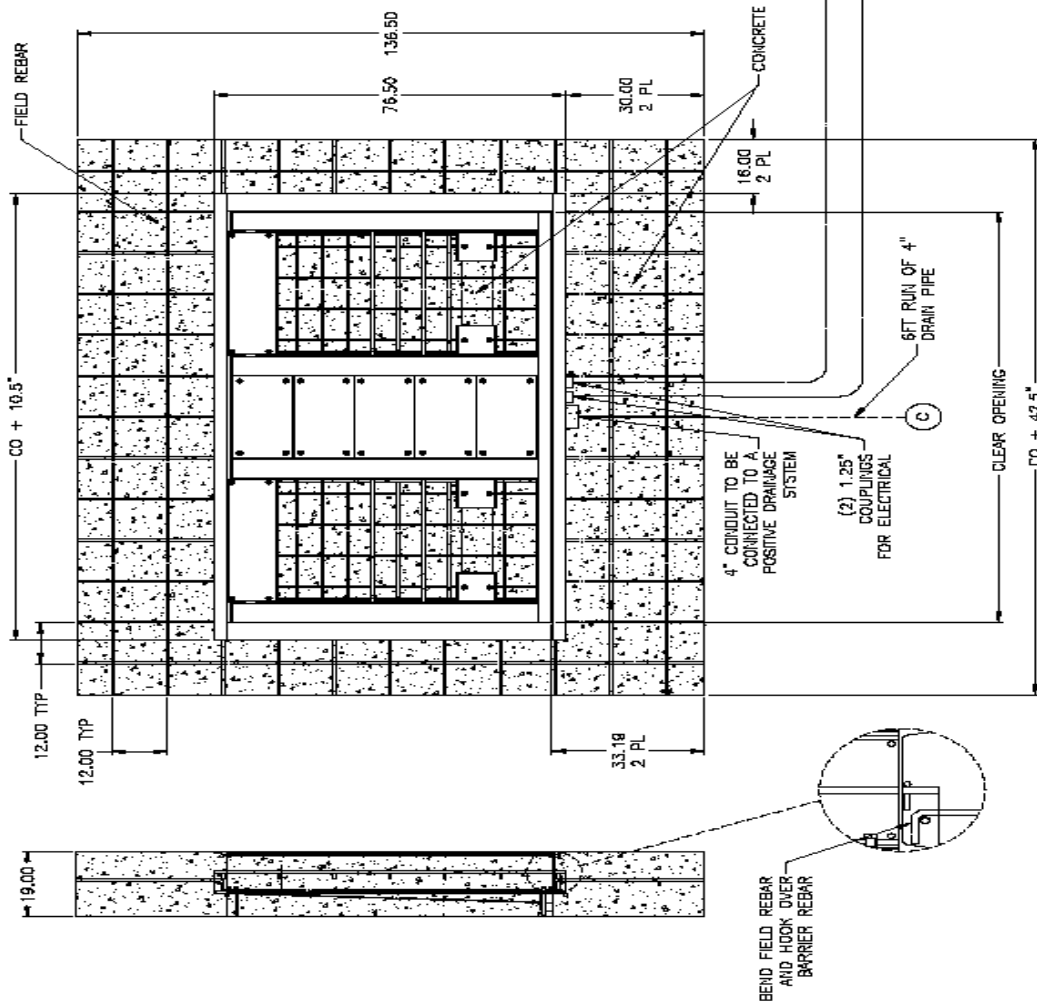 FIELD REBAR
CO + 10.5"
136.50
76.50
30.00
2 PL
CONCRETE
16.00
2 PL
12.00 TYP
12.00 TYP
33.19
2 PL
19.00
4" CONDUIT TO BE
CONNECTED TO A
POSITIVE DRAINAGE
SYSTEM
(2) 1.25"
COUPLINGS
FOR ELECTRICAL
6FT RUN OF 4"
DRAIN PIPE
C
CLEAR OPENING
CO + 42.5"
BEND FIELD REBAR
AND HOOK OVER
BARRIER REBAR